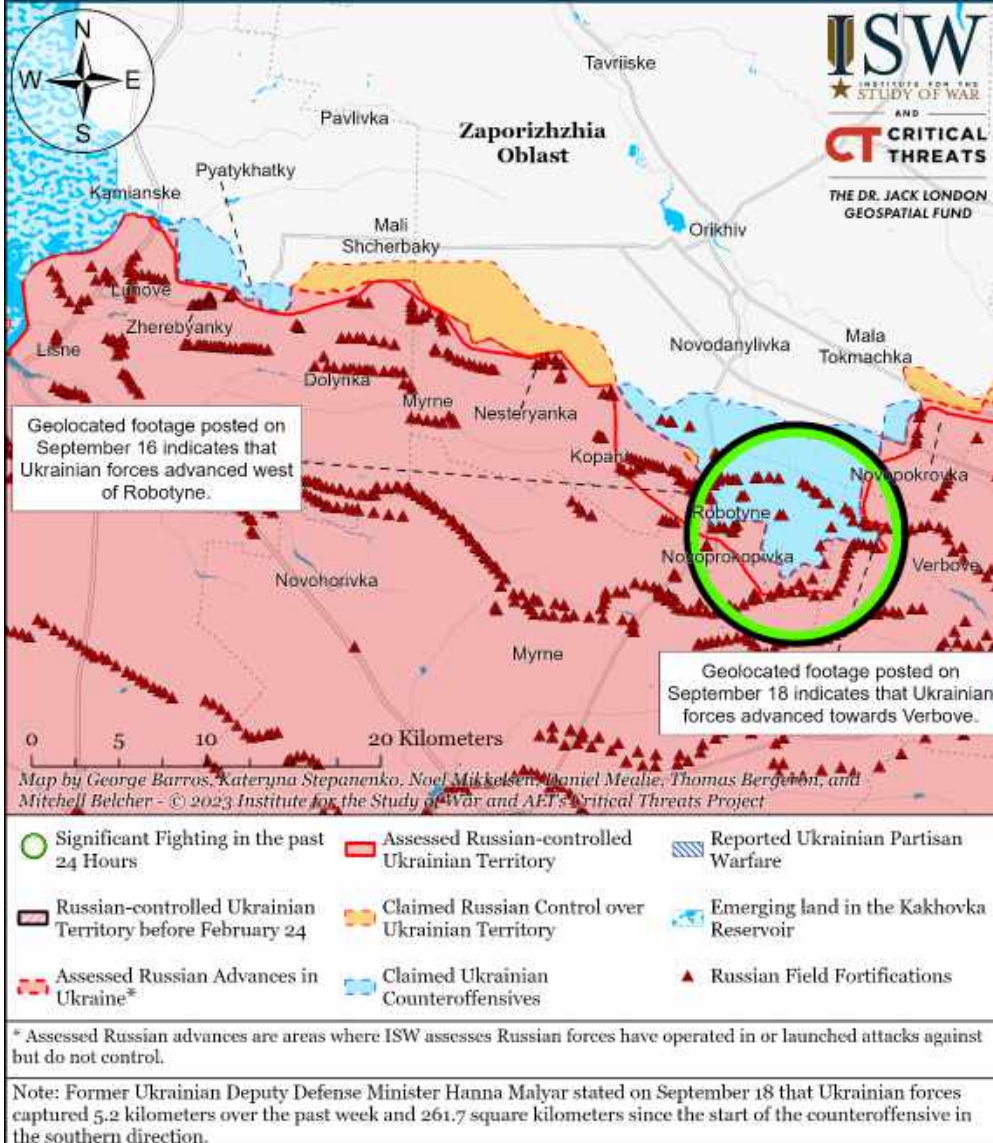 N
W E
S
ISW
INSTITUTE FOR THE
STUDY OF WAR
AND
CT CRITICAL
THREATS
THE DR. JACK LONDON
GEOSPATIAL FUND
Tavriiske
Pavlivka
Zaporizhzhia
Oblast
Pyatykhatky
Kamianske
Mali
Shcherbaky
Orikhiv
Luhove
Zherebyanky
Lisne
Novodanylivka
Mala
Tokmachka
Dolynka
Myrne
Nesteryanka
Geolocated footage posted on
September 16 indicates that
Ukrainian forces advanced west
of Robotyne.
Kopani
Novopokrovka
Robotyne
Novoprokopivka
Verbove
Novohorivka
Myrne
Geolocated footage posted on
September 18 indicates that Ukrainian
forces advanced towards Verbove.
0 5 10 20 Kilometers
Map by George Barros, Kateryna Stepanenko, Noel Mikkelsen, Daniel Mealie, Thomas Bergeron, and
Mitchell Belcher - © 2023 Institute for the Study of War and AEI's Critical Threats Project
Significant Fighting in the past
24 Hours
Assessed Russian-controlled
Ukrainian Territory
Reported Ukrainian Partisan
Warfare
Russian-controlled Ukrainian
Territory before February 24
Claimed Russian Control over
Ukrainian Territory
Emerging land in the Kakhovka
Reservoir
Assessed Russian Advances in
Ukraine*
Claimed Ukrainian
Counteroffensives
Russian Field Fortifications
* Assessed Russian advances are areas where ISW assesses Russian forces have operated in or launched attacks against
but do not control.
Note: Former Ukrainian Deputy Defense Minister Hanna Malyar stated on September 18 that Ukrainian forces
captured 5.2 kilometers over the past week and 261.7 square kilometers since the start of the counteroffensive in
the southern direction.